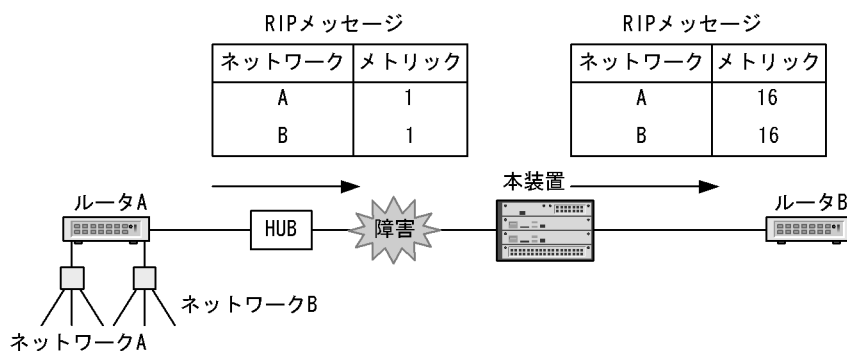 RIPメッセージ
ネットワーク メトリック
A 1
B 1
RIPメッセージ
ネットワーク メトリック
A 16
B 16
ルータA
HUB
障害
本装置
ルータB
ネットワークB
ネットワークA